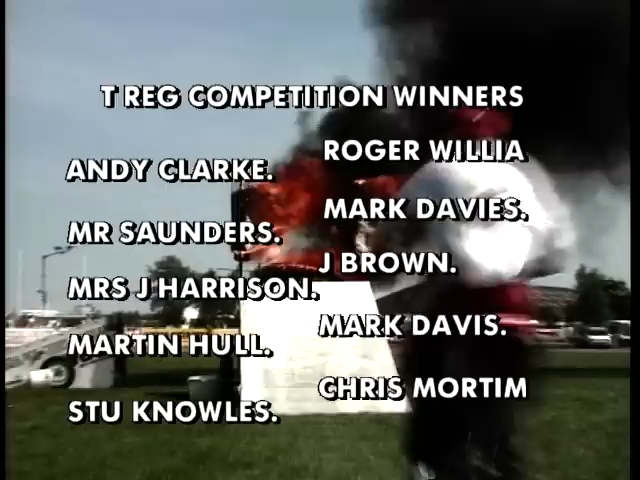 T REG COMPETITION WINNERS
ANDY CLARKE.
MR SAUNDERS.
MRS J HARRISON.
MARTIN HULL.
STU KNOWLES.
ROGER WILLIA
MARK DAVIES.
J BROWN.
MARK DAVIS.
CHRIS MORTIM